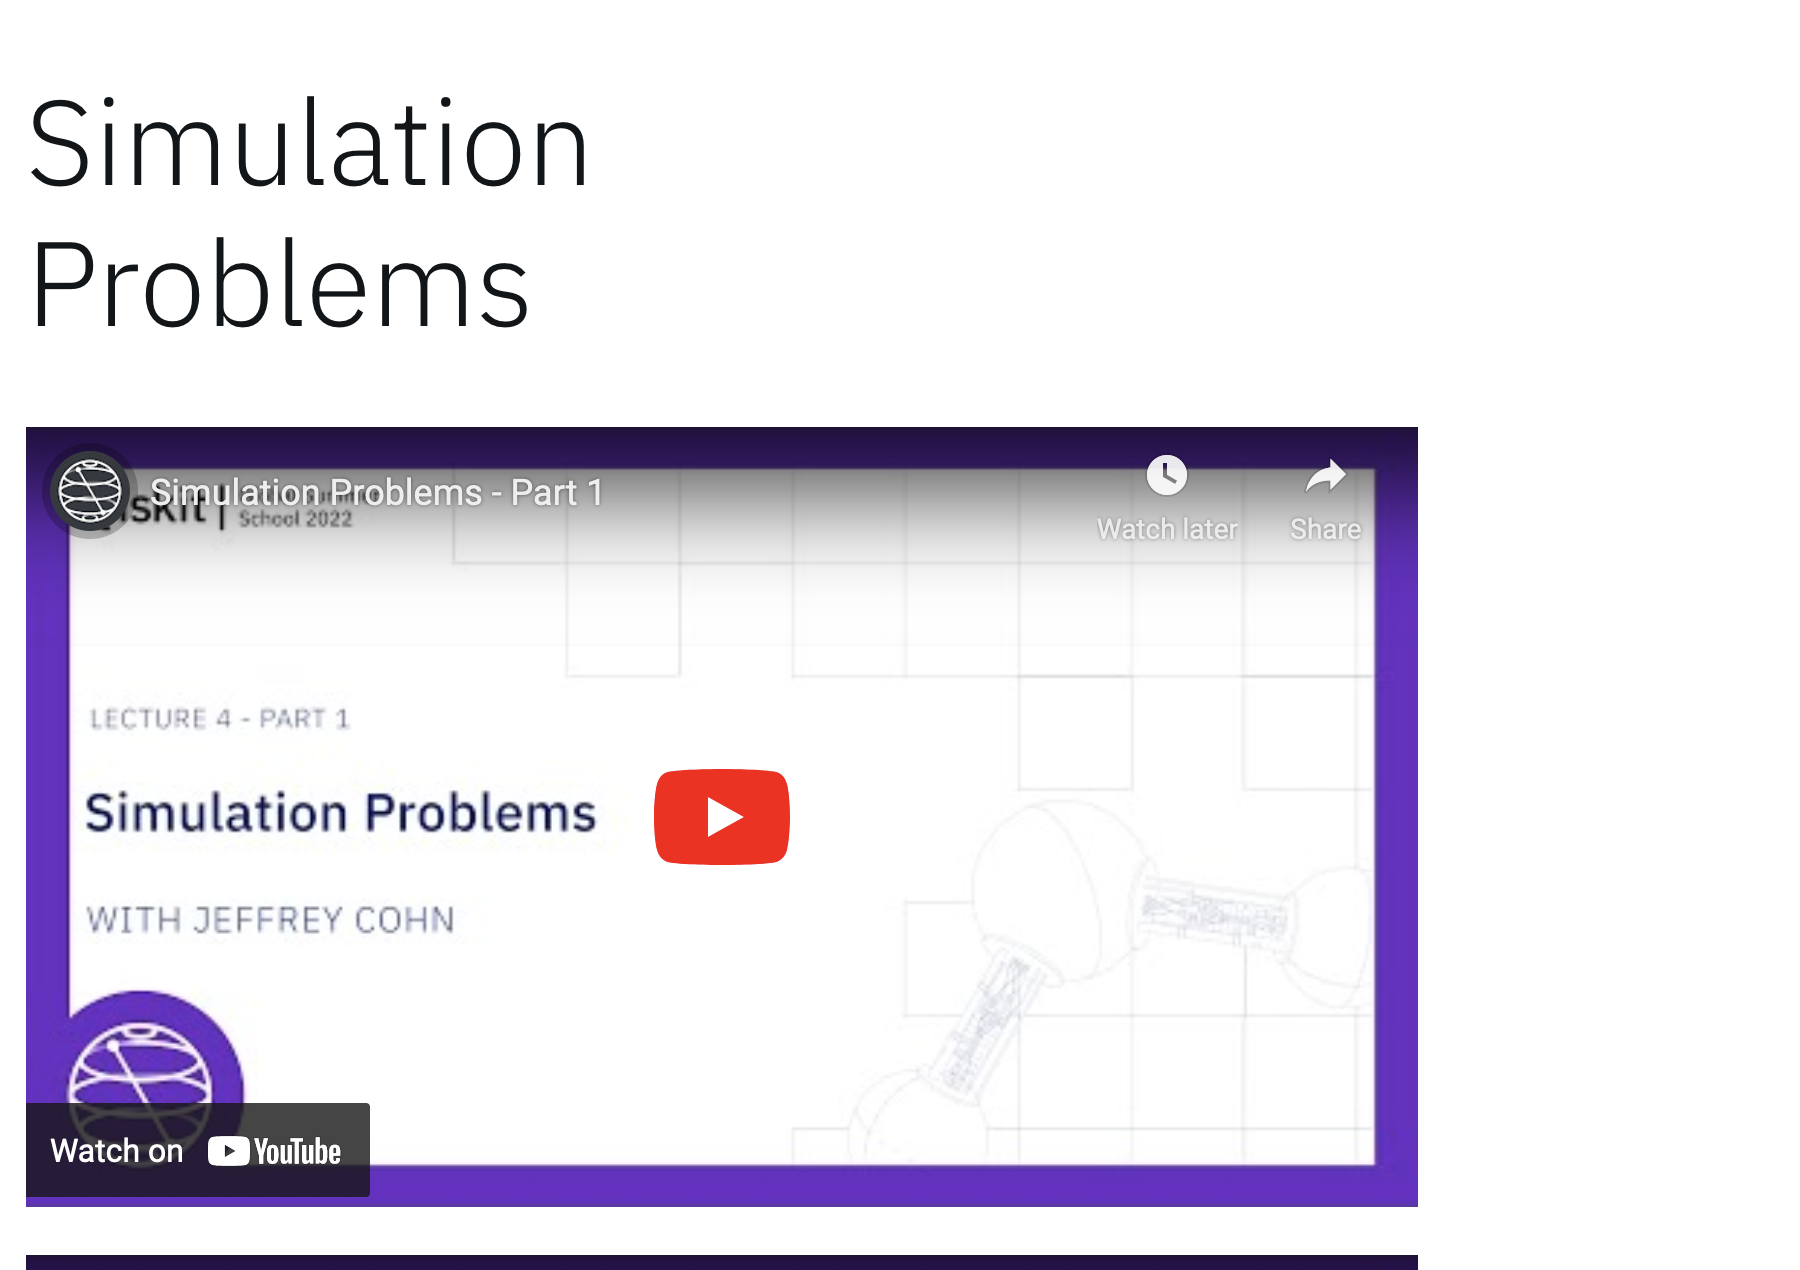 Simulation
Problems
Simulation Problems - Part 1
Watch later
Share
School 2022
LECTURE 4 - PART 1
Simulation Problems
WITH JEFFREY COHN
Watch on YouTube